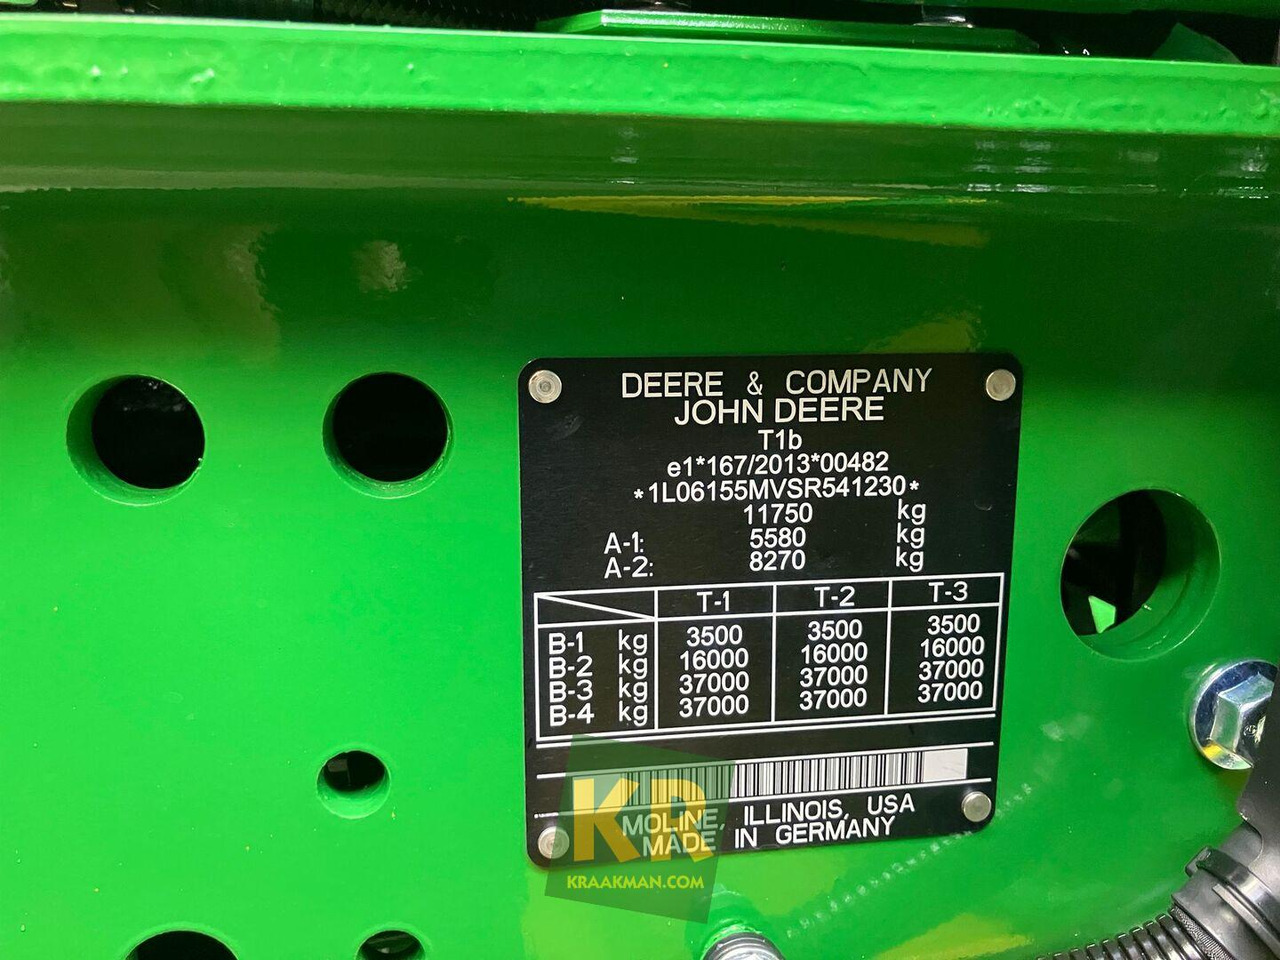 DEERE & COMPANY
JOHN DEERE
T1b
e1*167/2013*00482
*1L06155MVSR541230*
11750 kg
A-1: 5580 kg
A-2: 8270 kg
T-1 T-2 T-3
B-1 kg 3500 3500 3500
B-2 kg 16000 16000 16000
B-3 kg 37000 37000 37000
B-4 kg 37000 37000 37000
MOLINE, ILLINOIS, USA
MADE IN GERMANY
KR
KRAAKMAN.COM